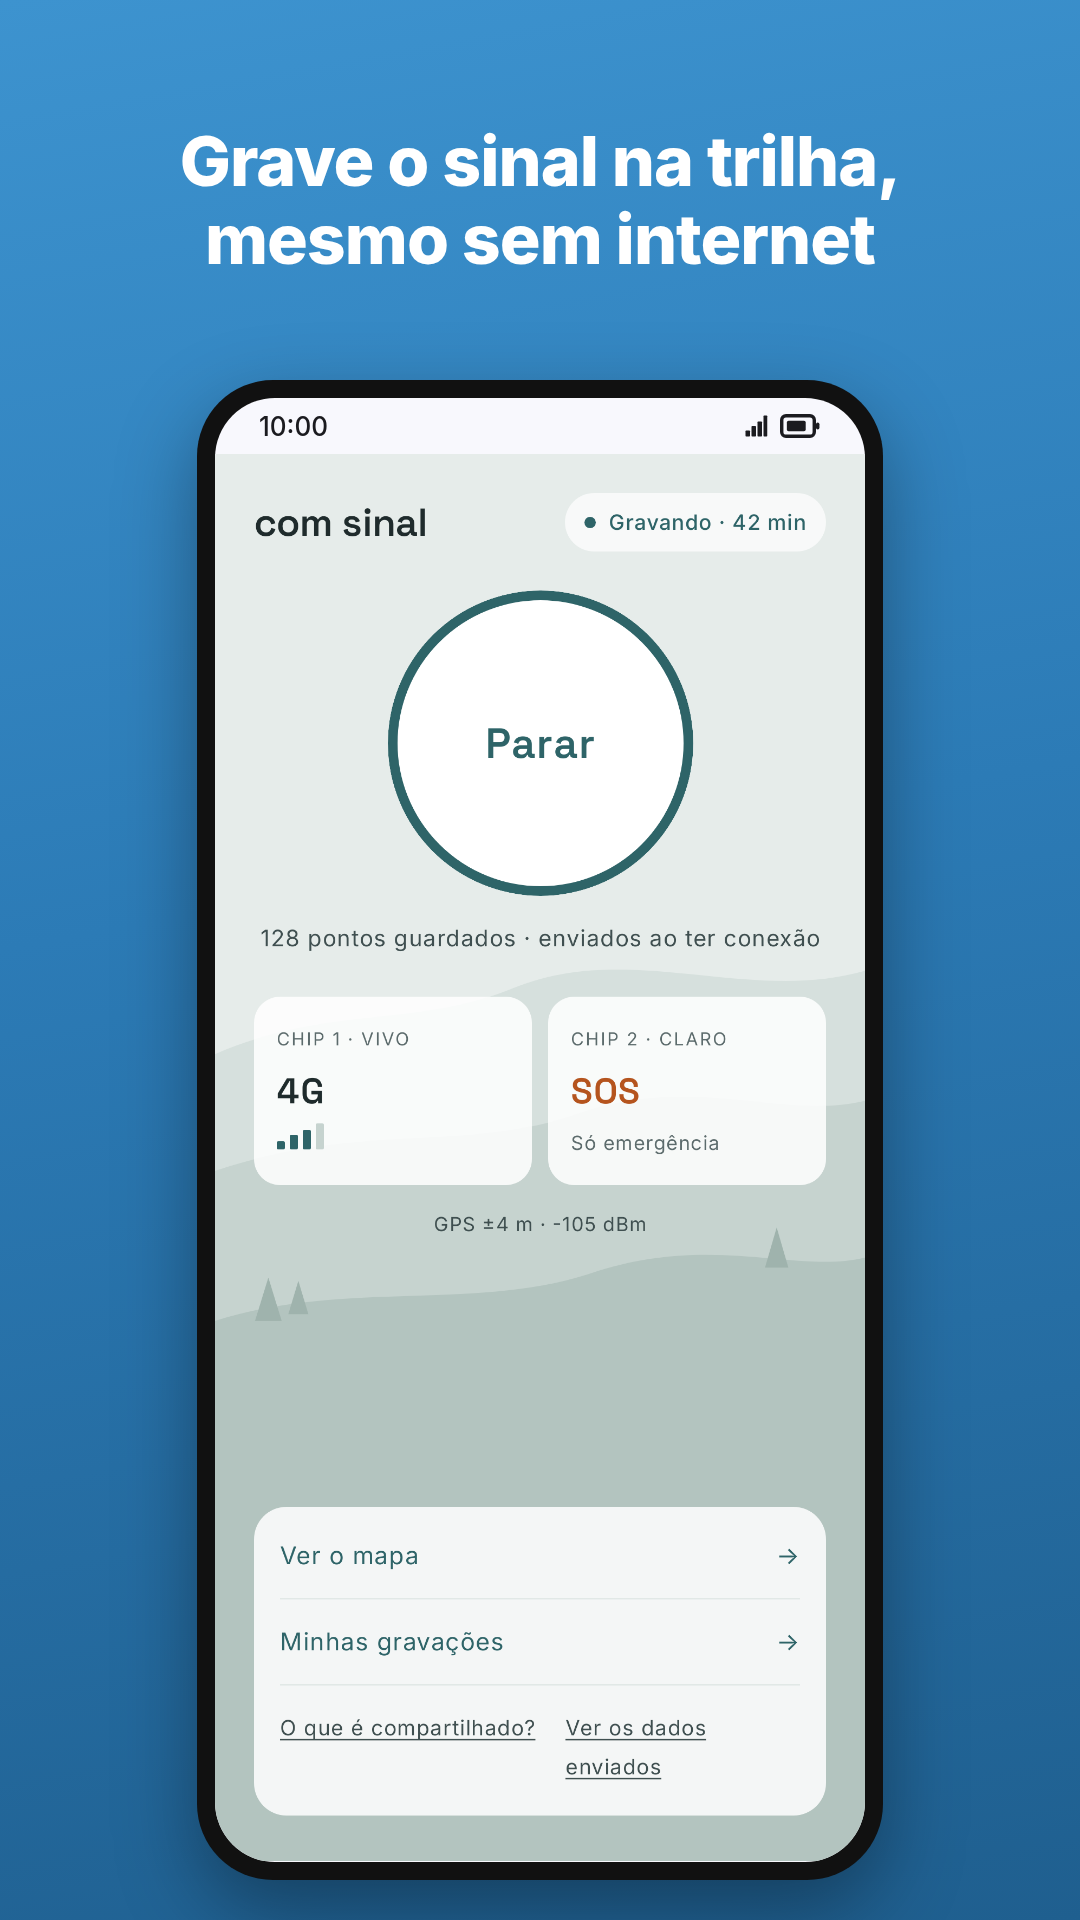 Grave o sinal na trilha,
mesmo sem internet
10:00
com sinal
Gravando · 42 min
Parar
128 pontos guardados · enviados ao ter conexão
CHIP 1 · VIVO
4G
CHIP 2 · CLARO
SOS
Só emergência
GPS ±4 m · -105 dBm
Ver o mapa →
Minhas gravações →
O que é compartilhado?
Ver os dados
enviados